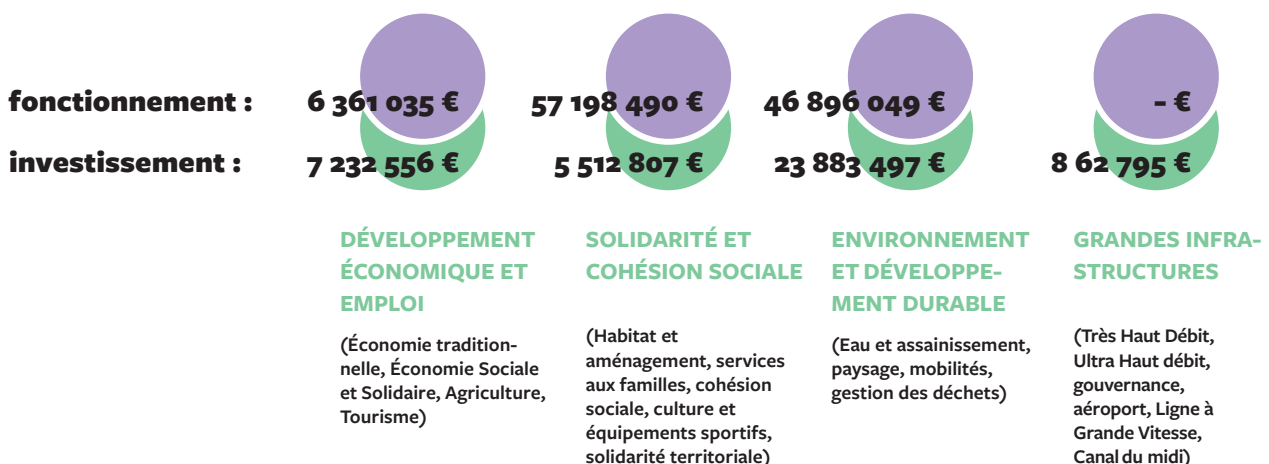 fonctionnement : 6 361 035 € 57 198 490 € 46 896 049 € - €
investissement : 7 232 556 € 5 512 807 € 23 883 497 € 8 62 795 €
DÉVELOPPEMENT
ÉCONOMIQUE ET
EMPLOI
(Économie tradition-
nelle, Économie Sociale
et Solidaire, Agriculture,
Tourisme)
SOLIDARITÉ ET
COHÉSION SOCIALE
(Habitat et
aménagement, services
aux familles, cohésion
sociale, culture et
équipements sportifs,
solidarité territoriale)
ENVIRONNEMENT
ET DÉVELOPPE-
MENT DURABLE
(Eau et assainissement,
paysage, mobilités,
gestion des déchets)
GRANDES INFRA-
STRUCTURES
(Très Haut Débit,
Ultra Haut débit,
gouvernance,
aéroport, Ligne à
Grande Vitesse,
Canal du midi)